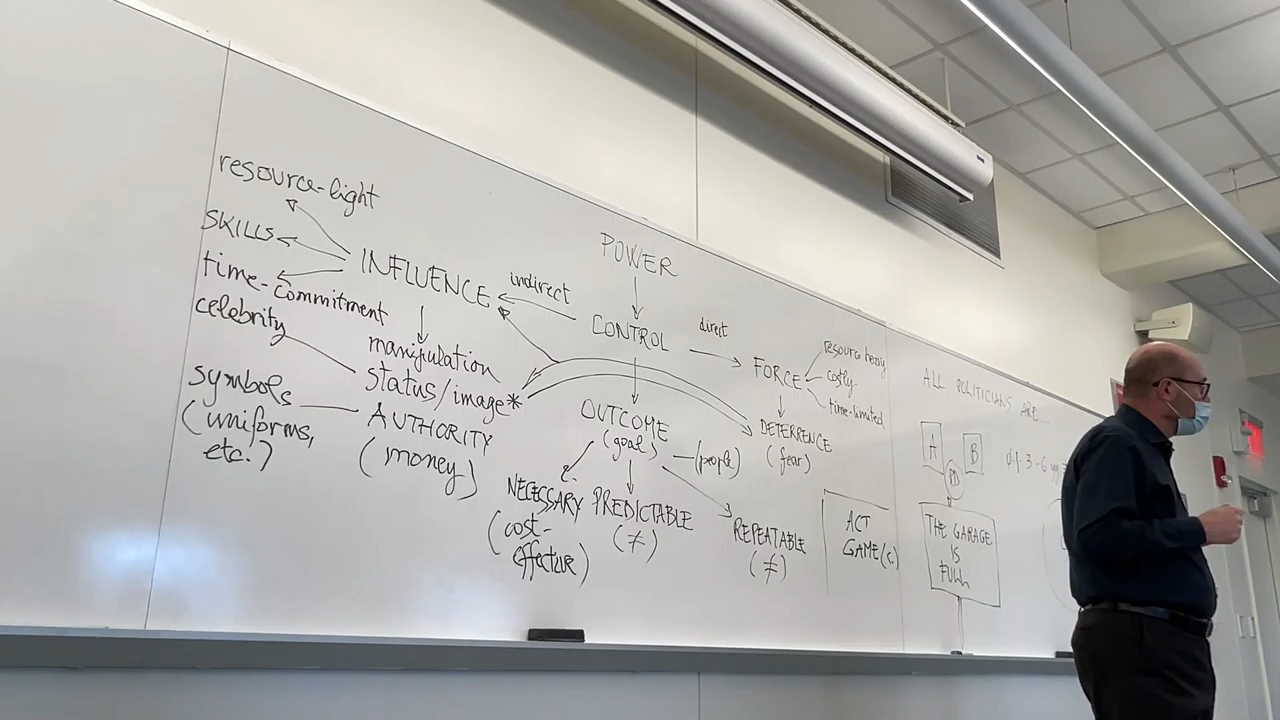 POWER
resource-light
SKILLS
time-commitment
INFLUENCE
indirect
CONTROL
direct
FORCE
resource heavy
costly
time-limited
celebrity
manipulation
status/image*
symbols
(uniforms,
etc.)
AUTHORITY
(money)
OUTCOME
(goal)
(people)
DETERRENCE
(fear)
NECESSARY
(cost-
effective)
PREDICTABLE
(≠)
REPEATABLE
(≠)
ACT
ALL POLITICIANS ARE
A
B
THE GARAGE
IS
FULL